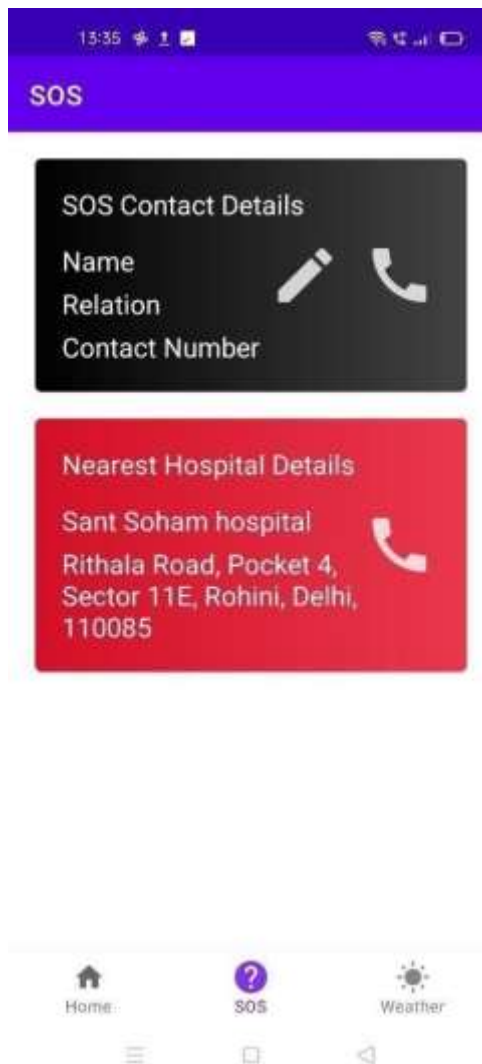 13:35
SOS
SOS Contact Details
Name
Relation
Contact Number
Nearest Hospital Details
Sant Soham hospital
Rithala Road, Pocket 4,
Sector 11E, Rohini, Delhi,
110085
Home
SOS
Weather